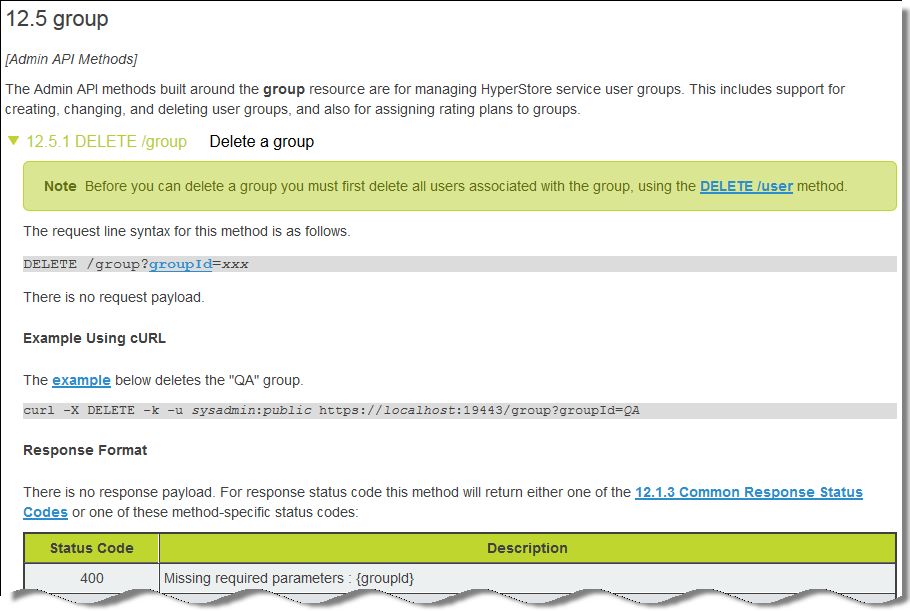 12.5 group
[Admin API Methods]
The Admin API methods built around the group resource are for managing HyperStore service user groups. This includes support for
creating, changing, and deleting user groups, and also for assigning rating plans to groups.
12.5.1 DELETE /group Delete a group
Note Before you can delete a group you must first delete all users associated with the group, using the DELETE /user method.
The request line syntax for this method is as follows.
DELETE /group?groupId=xxx
There is no request payload.
Example Using cURL
The example below deletes the "QA" group.
curl -X DELETE -k -u sysadmin:public https://localhost:19443/group?groupId=QA
Response Format
There is no response payload. For response status code this method will return either one of the 12.1.3 Common Response Status
Codes or one of these method-specific status codes:
Status Code Description
400 Missing required parameters : {groupId}